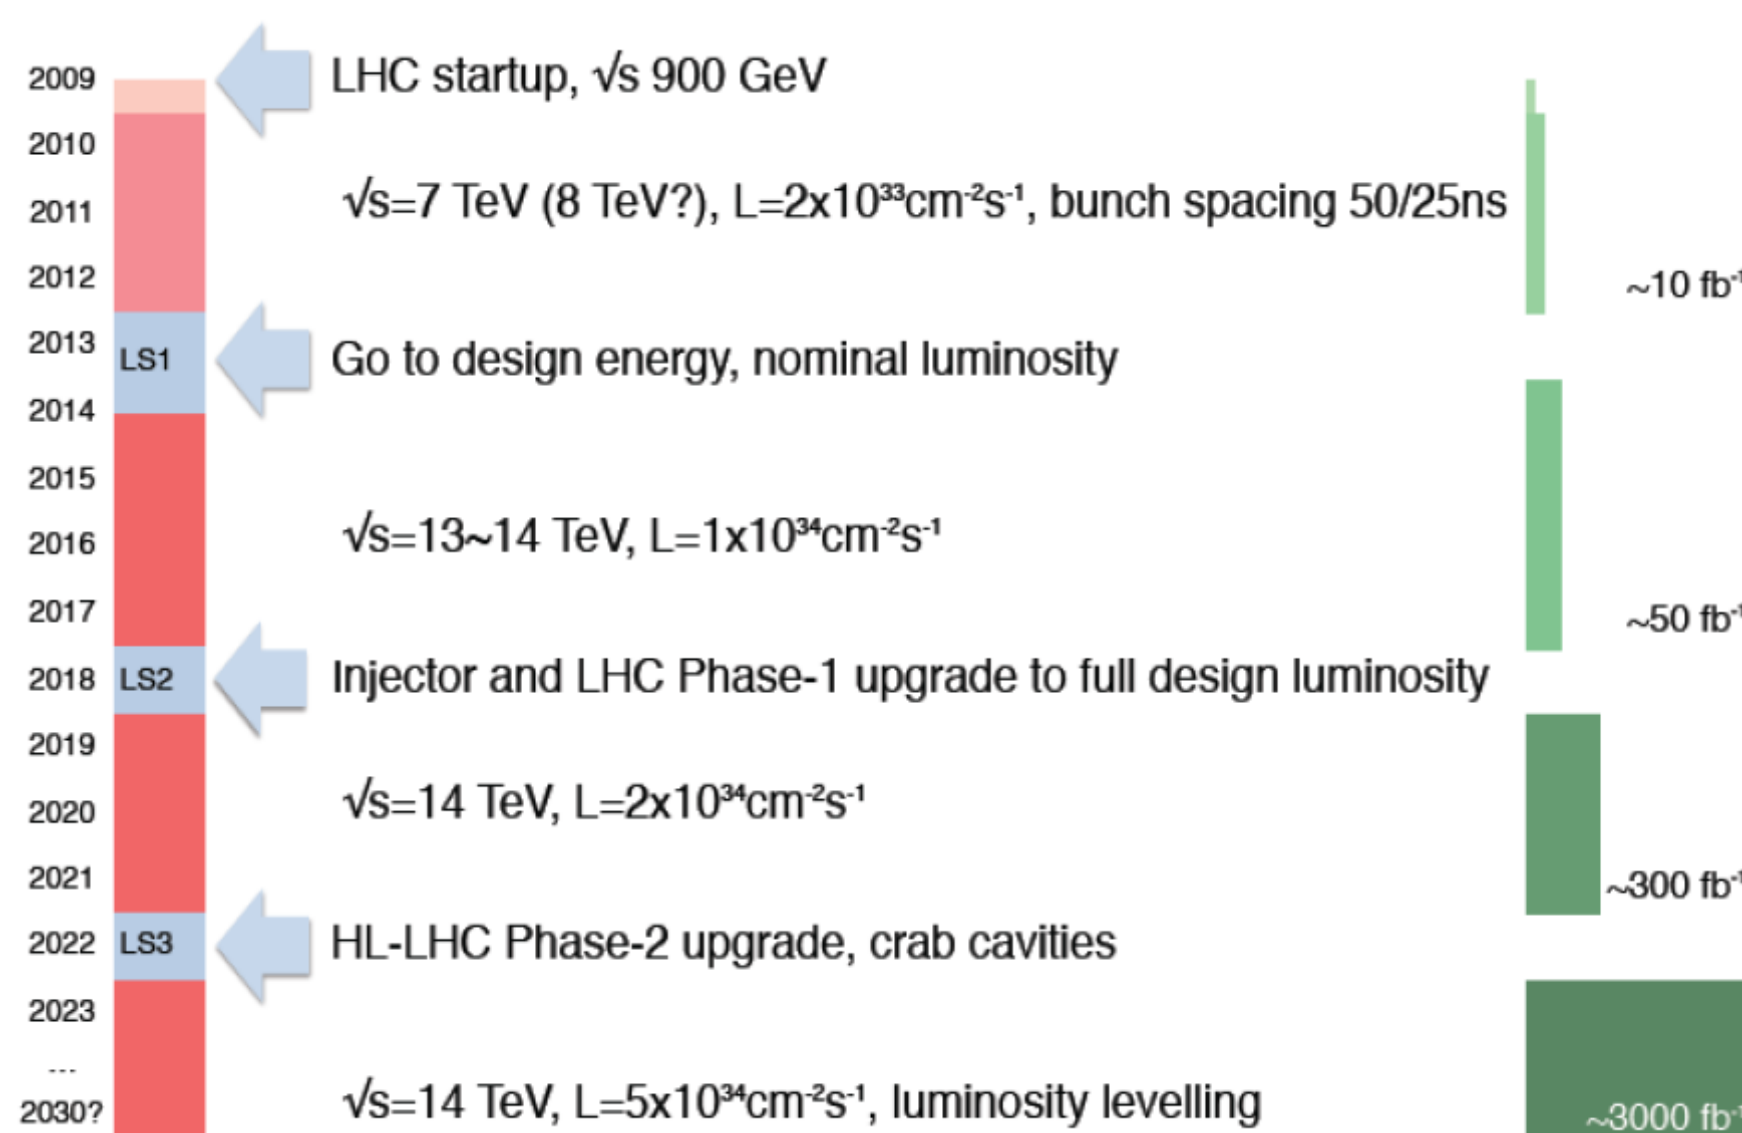 2009 LHC startup, √s 900 GeV
2010
√s=7 TeV (8 TeV?), L=2x10³³cm⁻²s⁻¹, bunch spacing 50/25ns
2011
2012 ~10 fb⁻¹
2013
LS1 Go to design energy, nominal luminosity
2014
2015
2016 √s=13~14 TeV, L=1x10³⁴cm⁻²s⁻¹
2017 ~50 fb⁻¹
2018 LS2 Injector and LHC Phase-1 upgrade to full design luminosity
2019
2020 √s=14 TeV, L=2x10³⁴cm⁻²s⁻¹
2021 ~300 fb⁻¹
2022 LS3 HL-LHC Phase-2 upgrade, crab cavities
2023
...
2030? √s=14 TeV, L=5x10³⁴cm⁻²s⁻¹, luminosity levelling ~3000 fb⁻¹